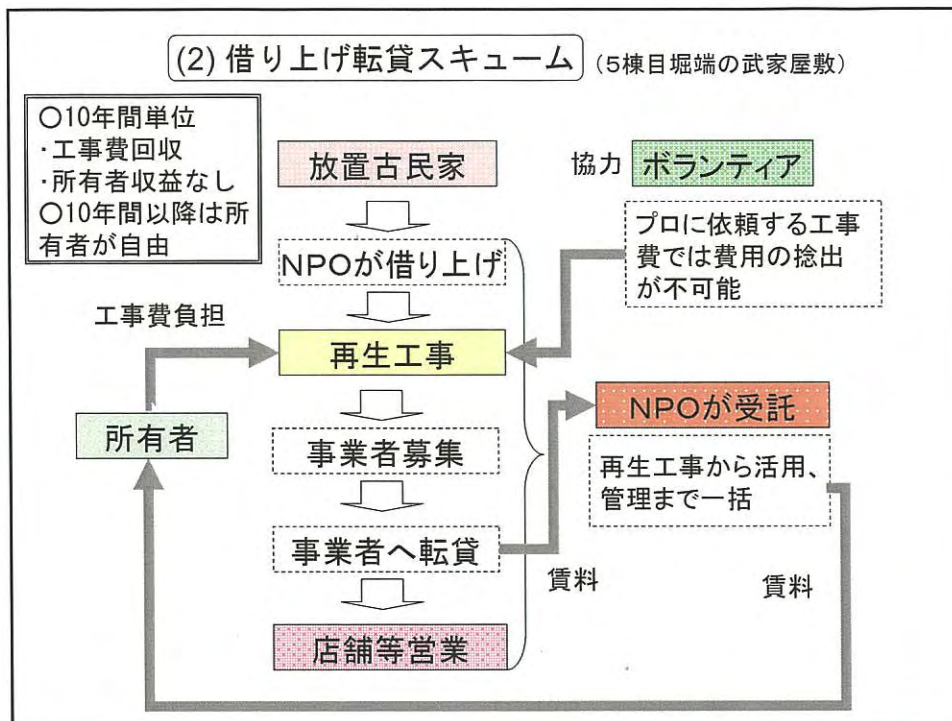 (2) 借り上げ転貸スキューム (5棟目堀端の武家屋敷)
○10年間単位
・工事費回収
・所有者収益なし
○10年間以降は所
有者が自由
放置古民家
協力 ボランティア
プロに依頼する工事
費では費用の捻出
が不可能
NPOが借り上げ
工事費負担
再生工事
所有者
NPOが受託
事業者募集
再生工事から活用、
管理まで一括
事業者へ転貸
賃料
賃料
店舗等営業